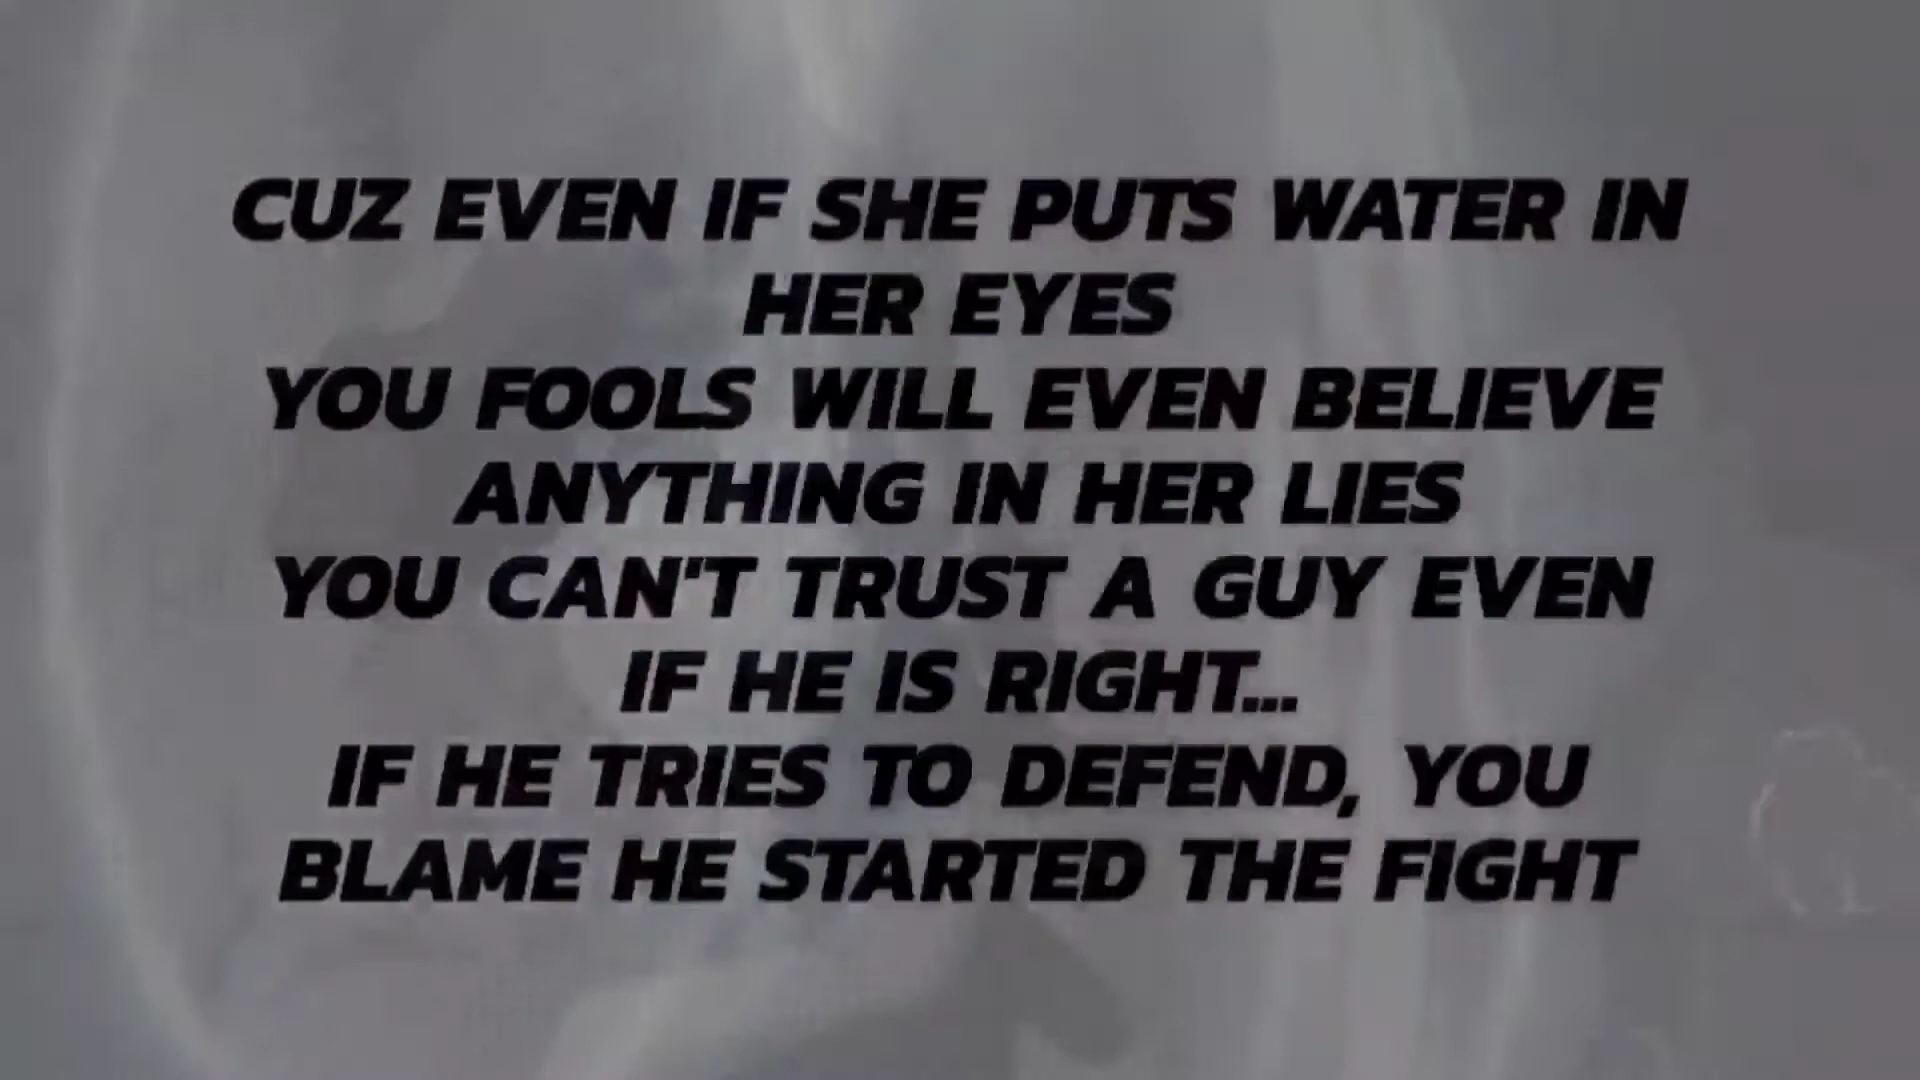 CUZ EVEN IF SHE PUTS WATER IN
HER EYES
YOU FOOLS WILL EVEN BELIEVE
ANYTHING IN HER LIES
YOU CAN'T TRUST A GUY EVEN
IF HE IS RIGHT...
IF HE TRIES TO DEFEND, YOU
BLAME HE STARTED THE FIGHT